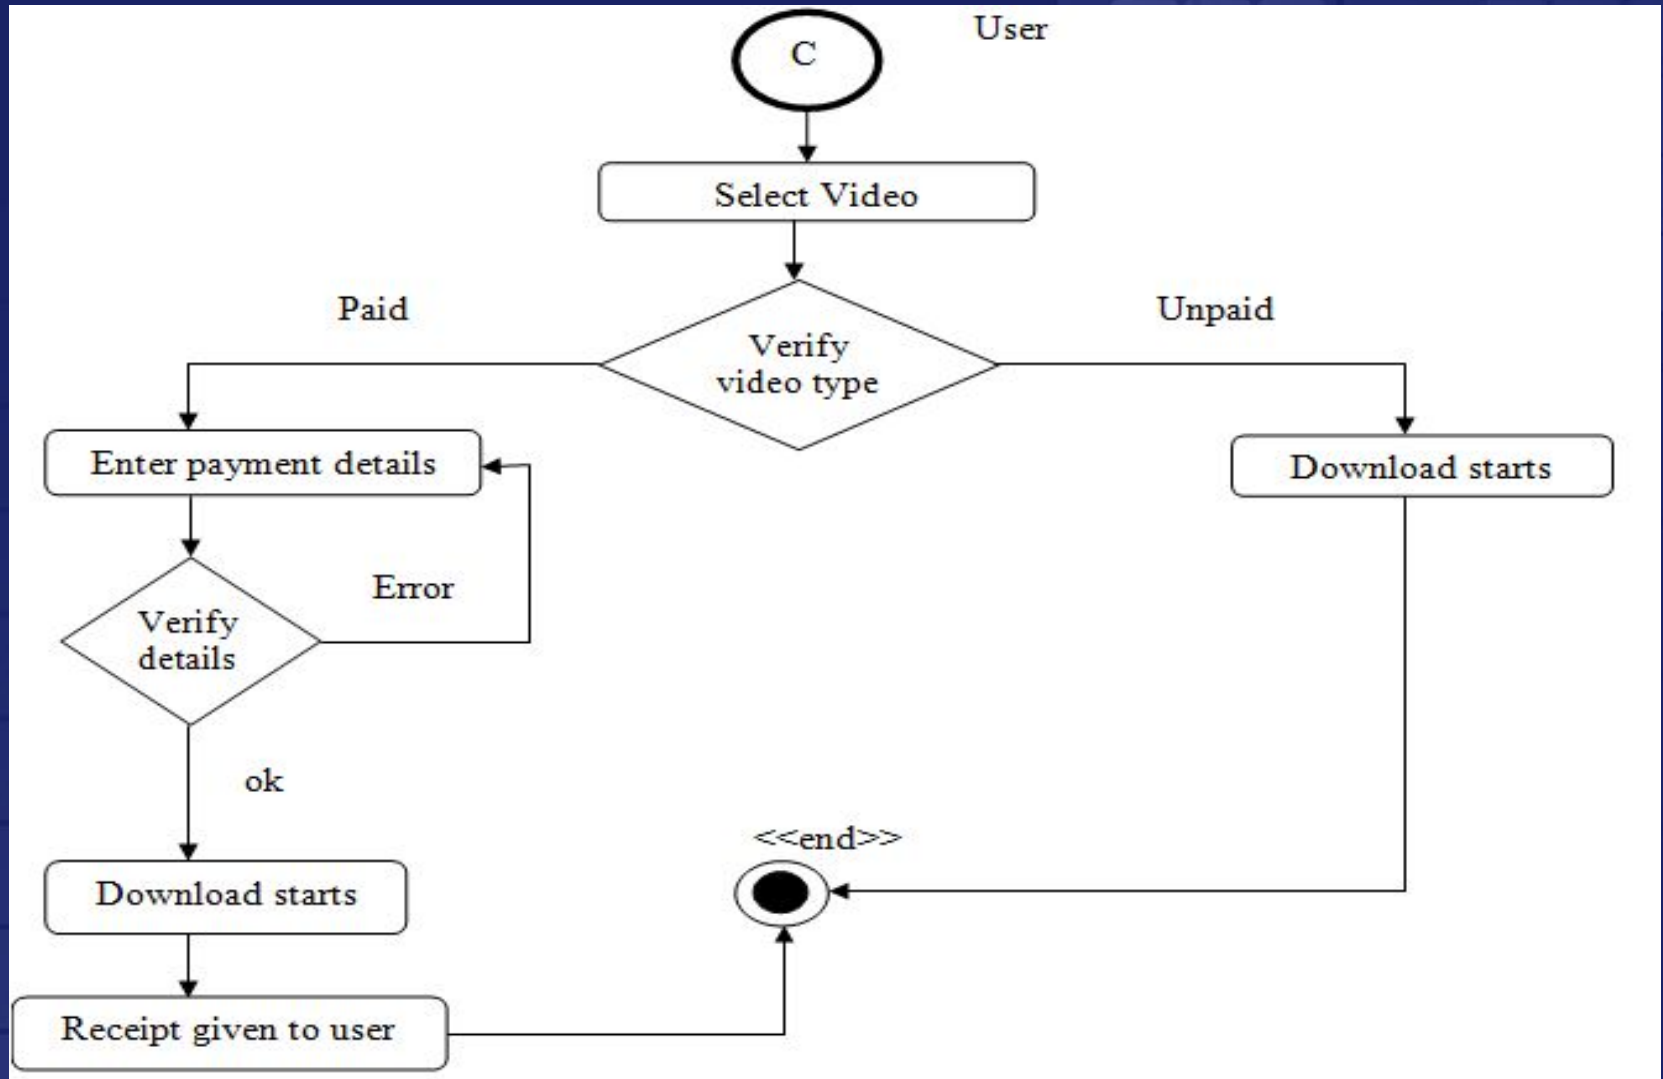 User
C
Select Video
Paid
Unpaid
Verify
video type
Enter payment details
Download starts
Error
Verify
details
ok
<<end>>
Download starts
Receipt given to user